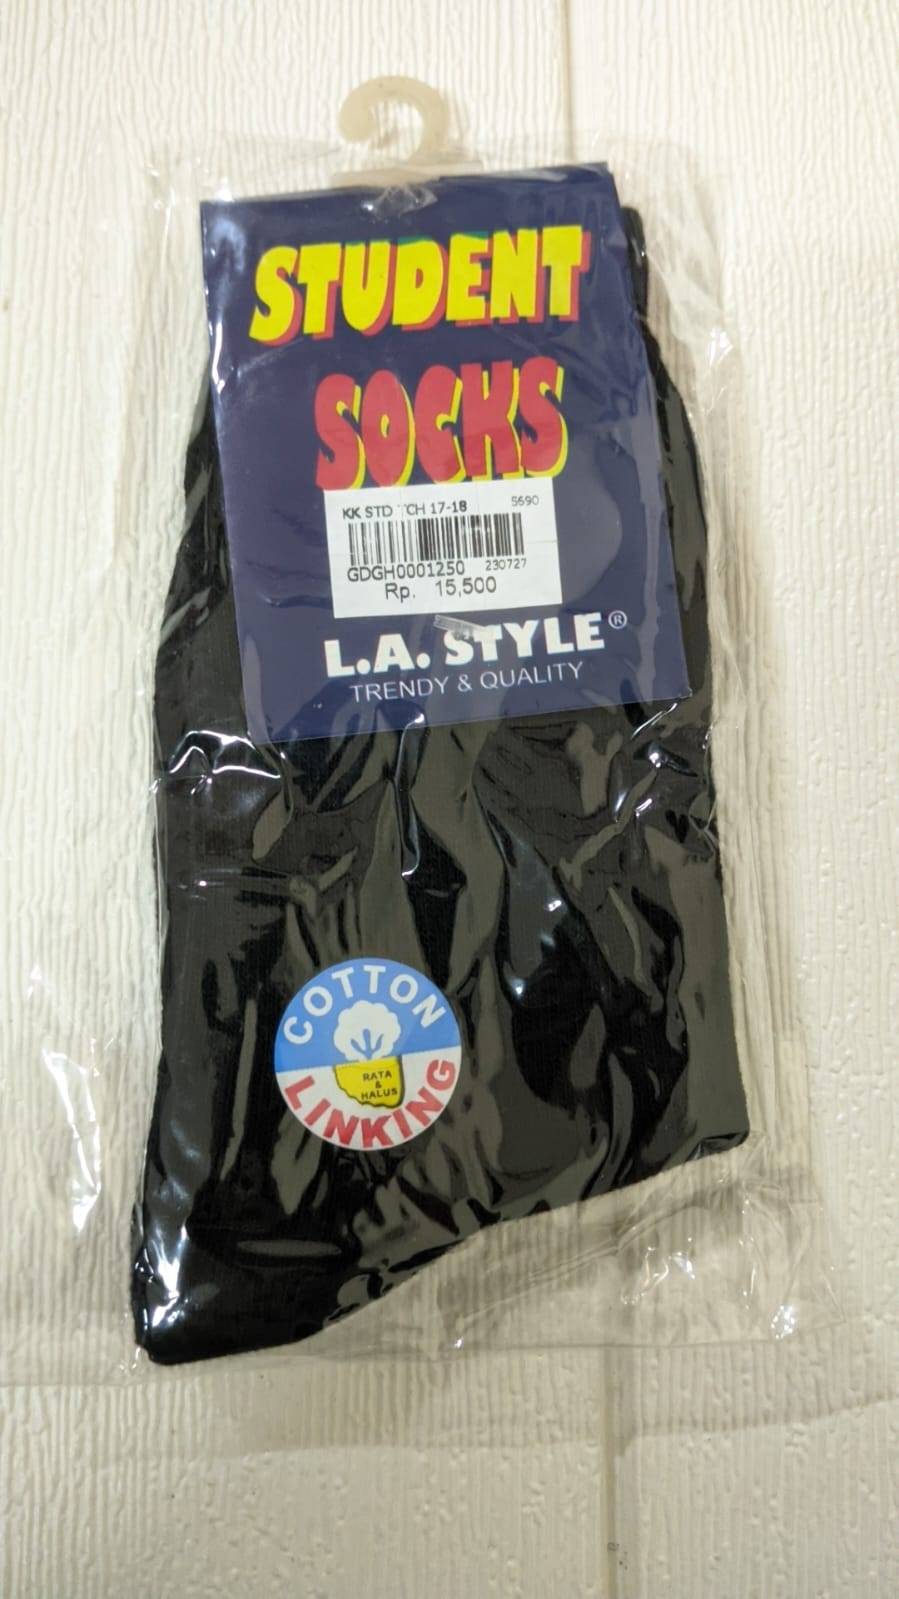 STUDENT
SOCKS
KK STD TCH 17-18 5690
GDGH0001250 230727
Rp. 15,500
L.A. STYLE®
TRENDY & QUALITY
COTTON
RATA
&
HALUS
LINKING